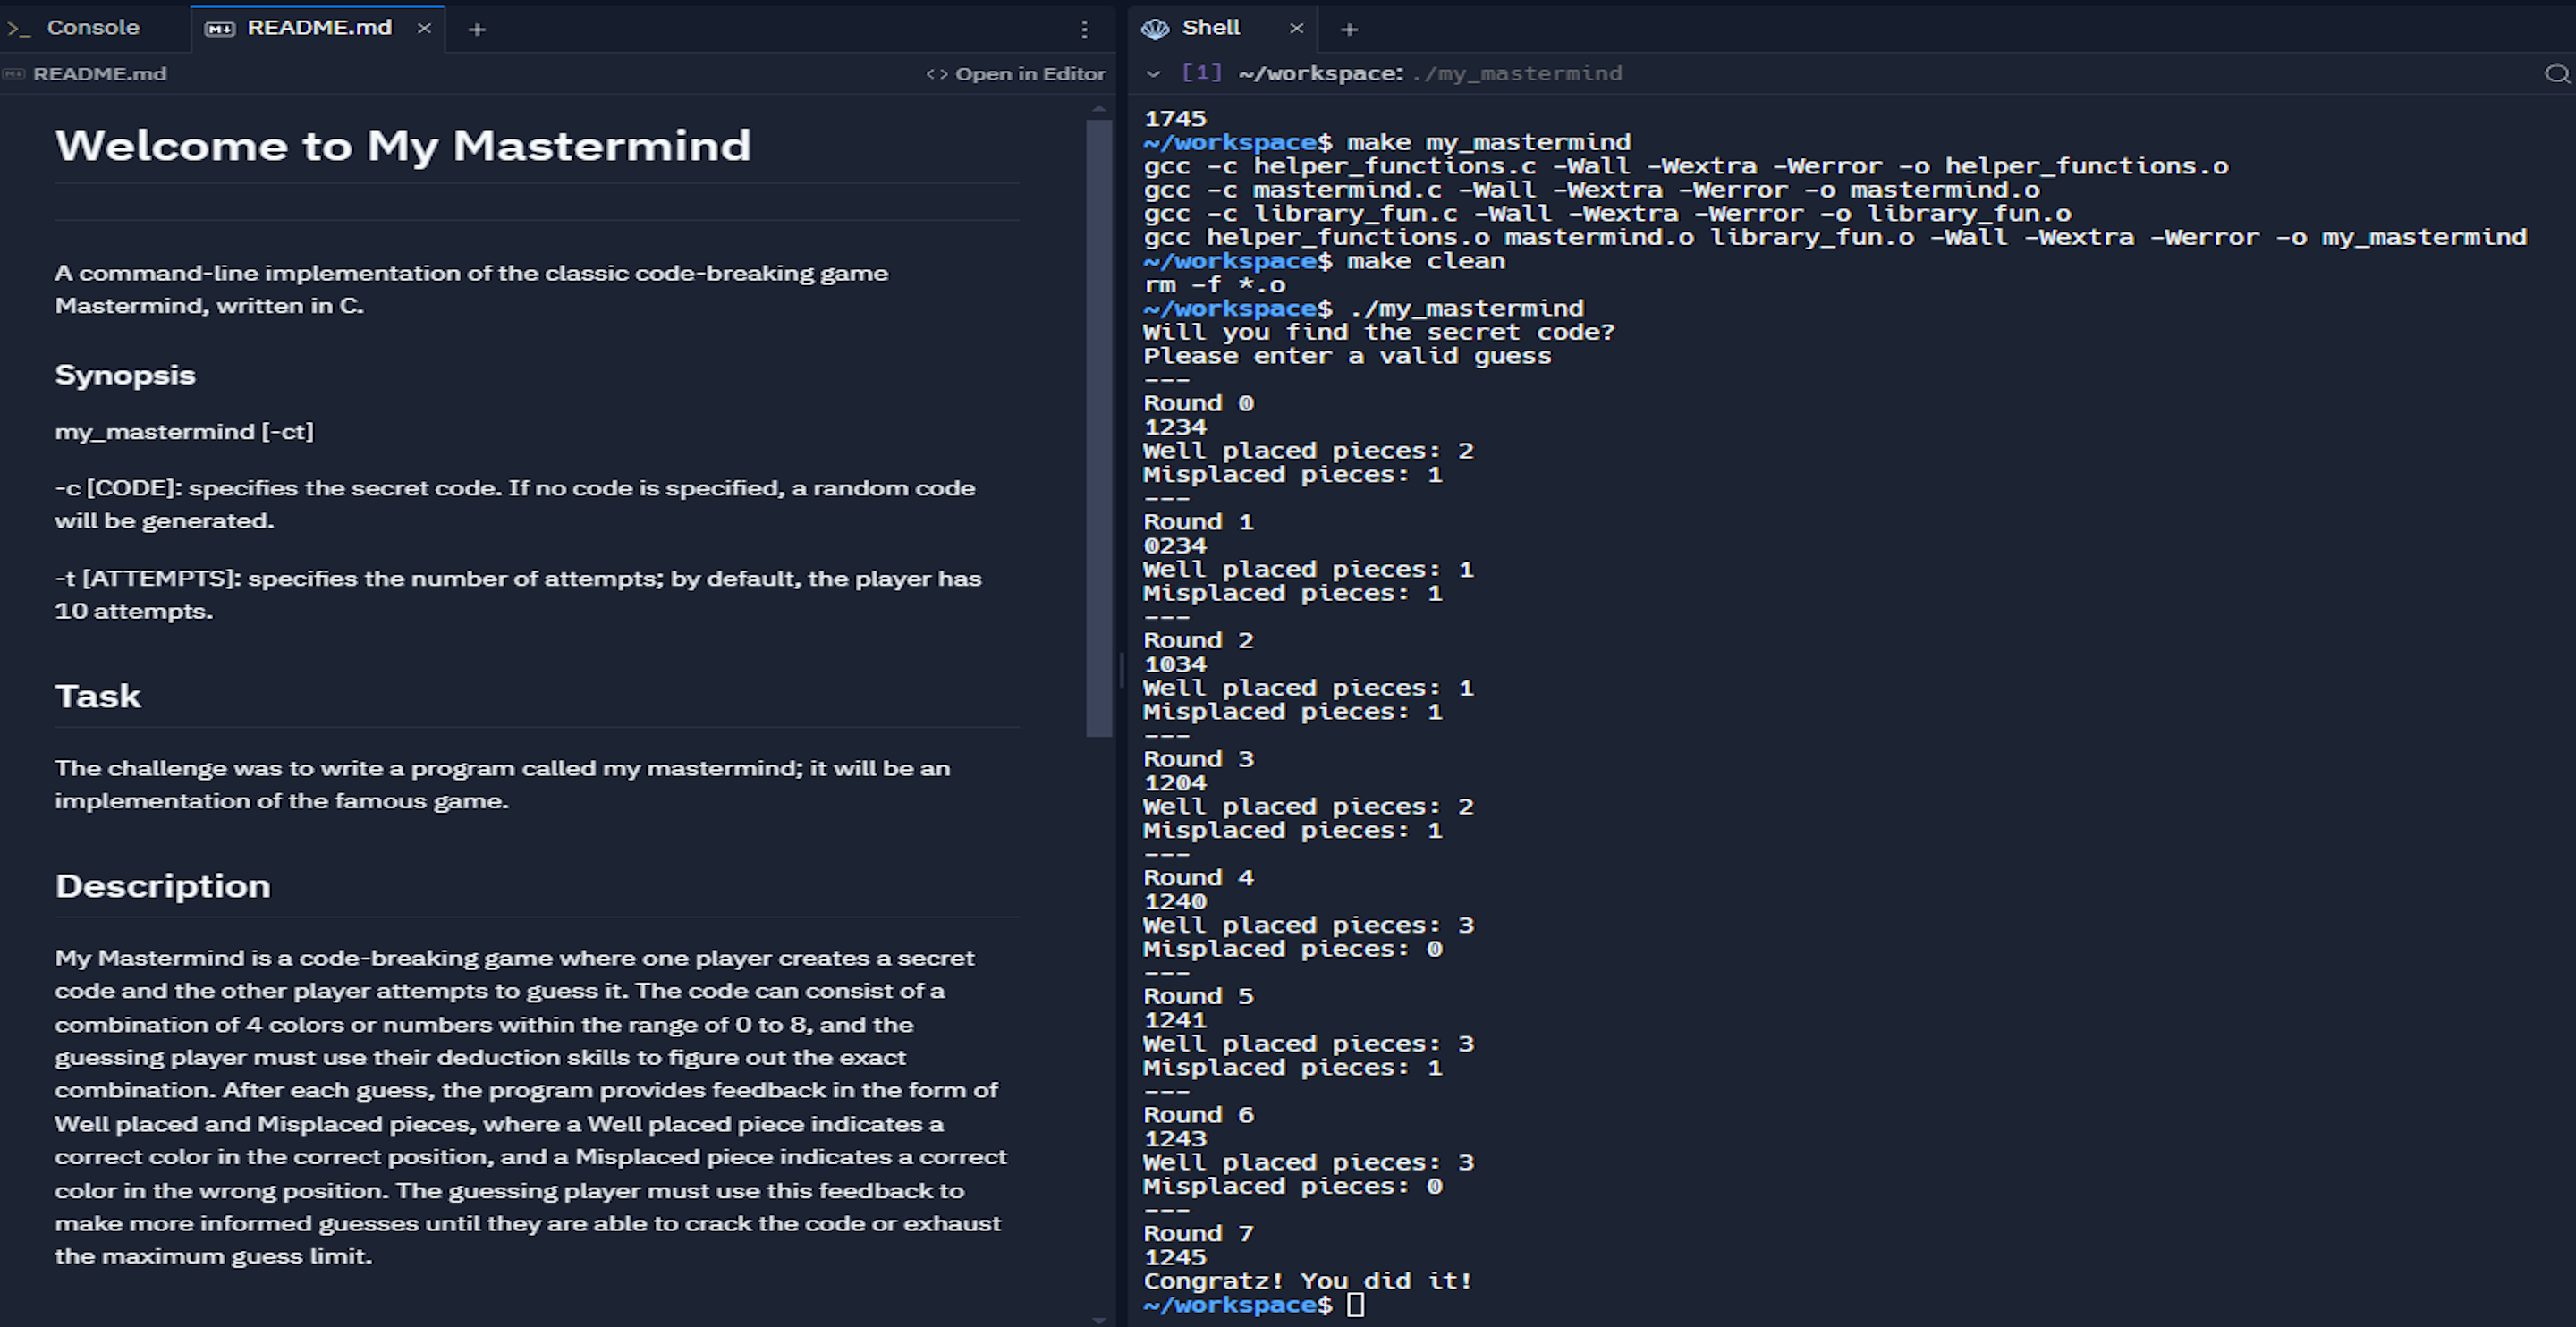 Console
README.md
README.md
Open in Editor
Welcome to My Mastermind
A command-line implementation of the classic code-breaking game
Mastermind, written in C.
Synopsis
my_mastermind [-ct]
-c [CODE]: specifies the secret code. If no code is specified, a random code
will be generated.
-t [ATTEMPTS]: specifies the number of attempts; by default, the player has
10 attempts.
Task
The challenge was to write a program called my mastermind; it will be an
implementation of the famous game.
Description
My Mastermind is a code-breaking game where one player creates a secret
code and the other player attempts to guess it. The code can consist of a
combination of 4 colors or numbers within the range of 0 to 8, and the
guessing player must use their deduction skills to figure out the exact
combination. After each guess, the program provides feedback in the form of
Well placed and Misplaced pieces, where a Well placed piece indicates a
correct color in the correct position, and a Misplaced piece indicates a correct
color in the wrong position. The guessing player must use this feedback to
make more informed guesses until they are able to crack the code or exhaust
the maximum guess limit.
Shell
[1] ~/workspace: ./my_mastermind
1745
~/workspace$ make my_mastermind
gcc -c helper_functions.c -Wall -Wextra -Werror -o helper_functions.o
gcc -c mastermind.c -Wall -Wextra -Werror -o mastermind.o
gcc -c library_fun.c -Wall -Wextra -Werror -o library_fun.o
gcc helper_functions.o mastermind.o library_fun.o -Wall -Wextra -Werror -o my_mastermind
~/workspace$ make clean
rm -f *.o
~/workspace$ ./my_mastermind
Will you find the secret code?
Please enter a valid guess
---
Round 0
1234
Well placed pieces: 2
Misplaced pieces: 1
---
Round 1
0234
Well placed pieces: 1
Misplaced pieces: 1
---
Round 2
1034
Well placed pieces: 1
Misplaced pieces: 1
---
Round 3
1204
Well placed pieces: 2
Misplaced pieces: 1
---
Round 4
1240
Well placed pieces: 3
Misplaced pieces: 0
---
Round 5
1241
Well placed pieces: 3
Misplaced pieces: 1
---
Round 6
1243
Well placed pieces: 3
Misplaced pieces: 0
---
Round 7
1245
Congratz! You did it!
~/workspace$